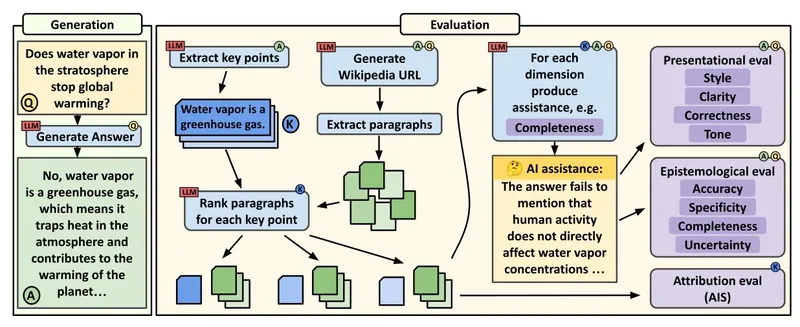 Generation
Does water vapor in
the stratosphere
stop global
warming?
Q
LLM
Q
Generate Answer
No, water vapor
is a greenhouse gas,
which means it
traps heat in the
atmosphere and
contributes to the
warming of the
planet...
A
Evaluation
LLM
A
Extract key points
Water vapor is a
greenhouse gas.
K
LLM
A Q
Generate
Wikipedia URL
Extract paragraphs
LLM
K
Rank paragraphs
for each key point
LLM
K A Q
For each
dimension
produce
assistance, e.g.
Completeness
🤔 AI assistance:
The answer fails to
mention that
human activity
does not directly
affect water vapor
concentrations ...
A Q
Presentational eval
Style
Clarity
Correctness
Tone
A Q
Epistemological eval
Accuracy
Specificity
Completeness
Uncertainty
K
Attribution eval
(AIS)